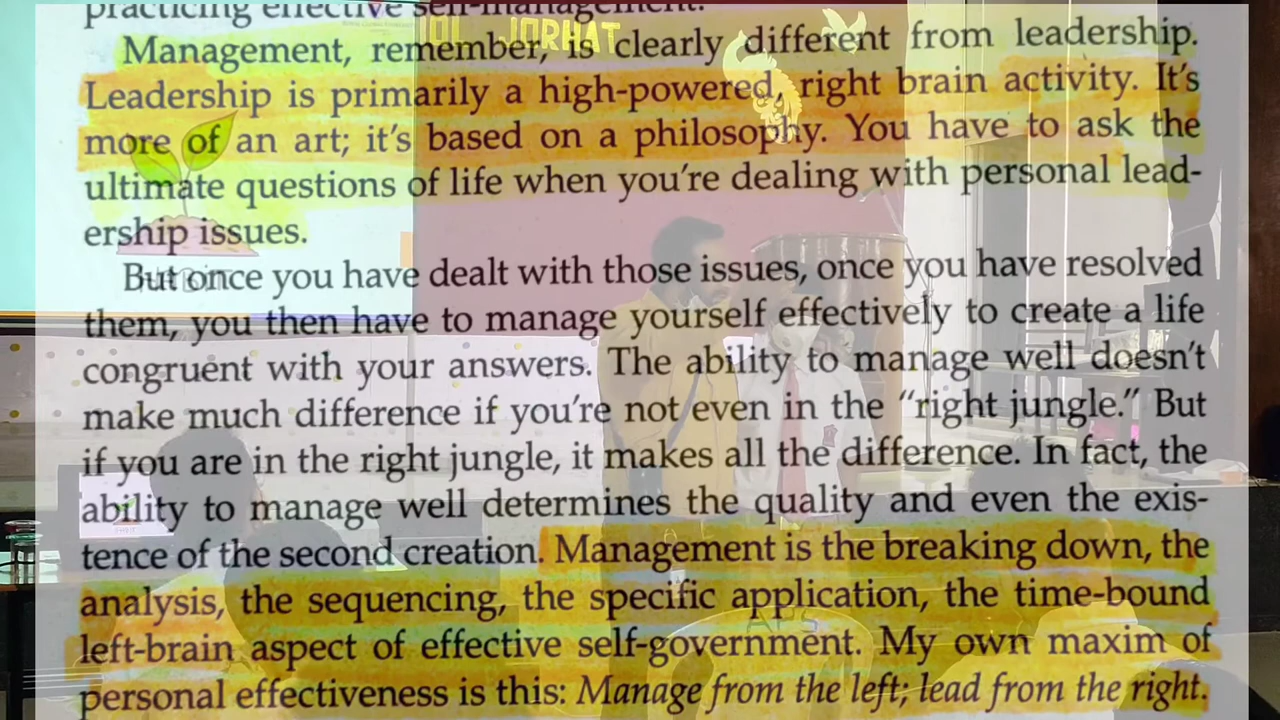 practicing effective self-management.
OL JORHAT
Management, remember, is clearly different from leadership.
Leadership is primarily a high-powered, right brain activity. It's
more of an art; it's based on a philosophy. You have to ask the
ultimate questions of life when you're dealing with personal lead-
ership issues.
But once you have dealt with those issues, once you have resolved
them, you then have to manage yourself effectively to create a life
congruent with your answers. The ability to manage well doesn't
make much difference if you're not even in the "right jungle." But
if you are in the right jungle, it makes all the difference. In fact, the
ability to manage well determines the quality and even the exis-
tence of the second creation. Management is the breaking down, the
analysis, the sequencing, the specific application, the time-bound
APS
left-brain aspect of effective self-government. My own maxim of
personal effectiveness is this: Manage from the left; lead from the right.